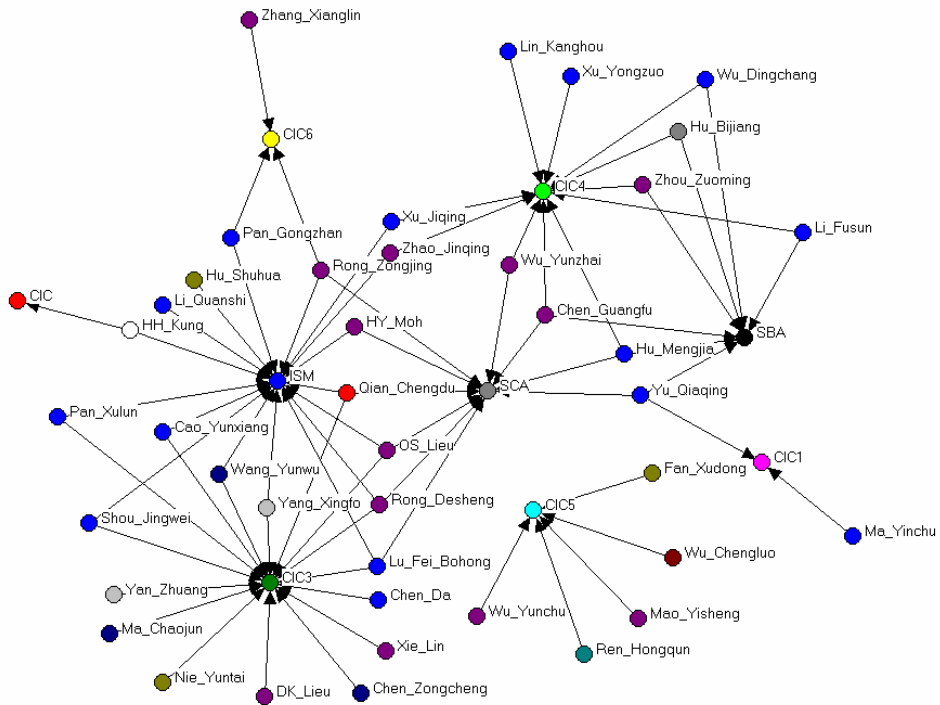 Zhang_Xianglin
Lin_Kanghou
Xu_Yongzuo
Wu_Dingchang
Hu_Bijiang
CIC6
CIC4
Zhou_Zuoming
Xu_Jiqing
Li_Fusun
Pan_Gongzhan
Zhao_Jinqing
Wu_Yunzhai
Rong_Zongjing
Hu_Shuhua
CIC
Li_Quanshi
Chen_Guangfu
HH_Kung
HY_Moh
SBA
Hu_Mengjia
ISM
Qian_Chengdu
SCA
Yu_Qiaqing
Pan_Xulun
Cao_Yunxiang
OS_Lieu
CIC1
Wang_Yunwu
Fan_Xudong
Yang_Xingfo
Rong_Desheng
CIC5
Shou_Jingwei
Ma_Yinchu
Wu_Chengluo
Lu_Fei_Bohong
CIC3
Yan_Zhuang
Chen_Da
Wu_Yunchu
Mao_Yisheng
Ma_Chaojun
Xie_Lin
Ren_Hongqun
Nie_Yuntai
DK_Lieu
Chen_Zongcheng